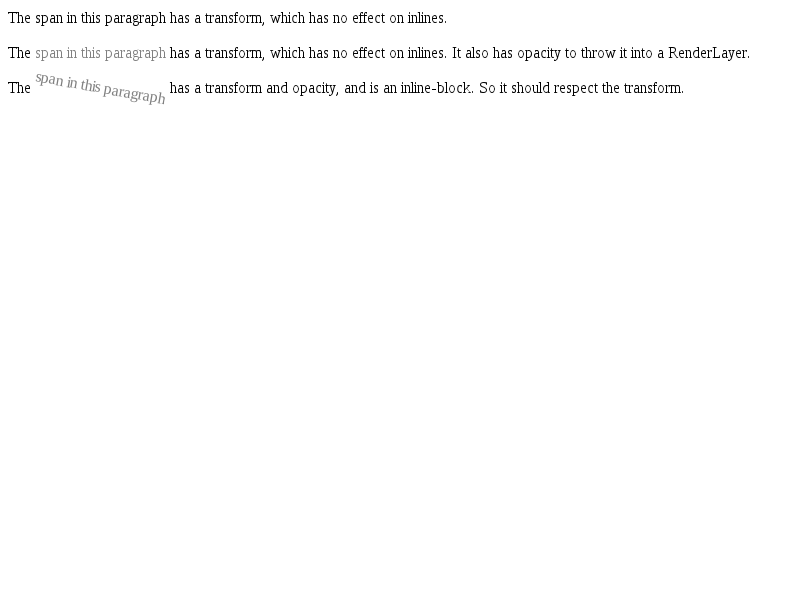 The span in this paragraph has a transform, which has no effect on inlines.
The span in this paragraph has a transform, which has no effect on inlines. It also has opacity to throw it into a RenderLayer.
The span in this paragraph has a transform and opacity, and is an inline-block. So it should respect the transform.